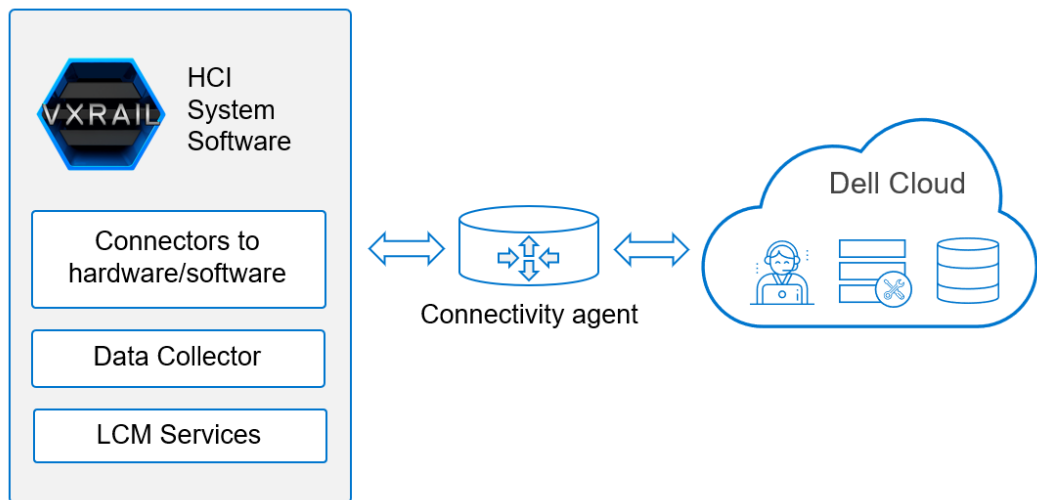 VXRAIL
HCI
System
Software
Connectors to
hardware/software
Data Collector
LCM Services
Connectivity agent
Dell Cloud